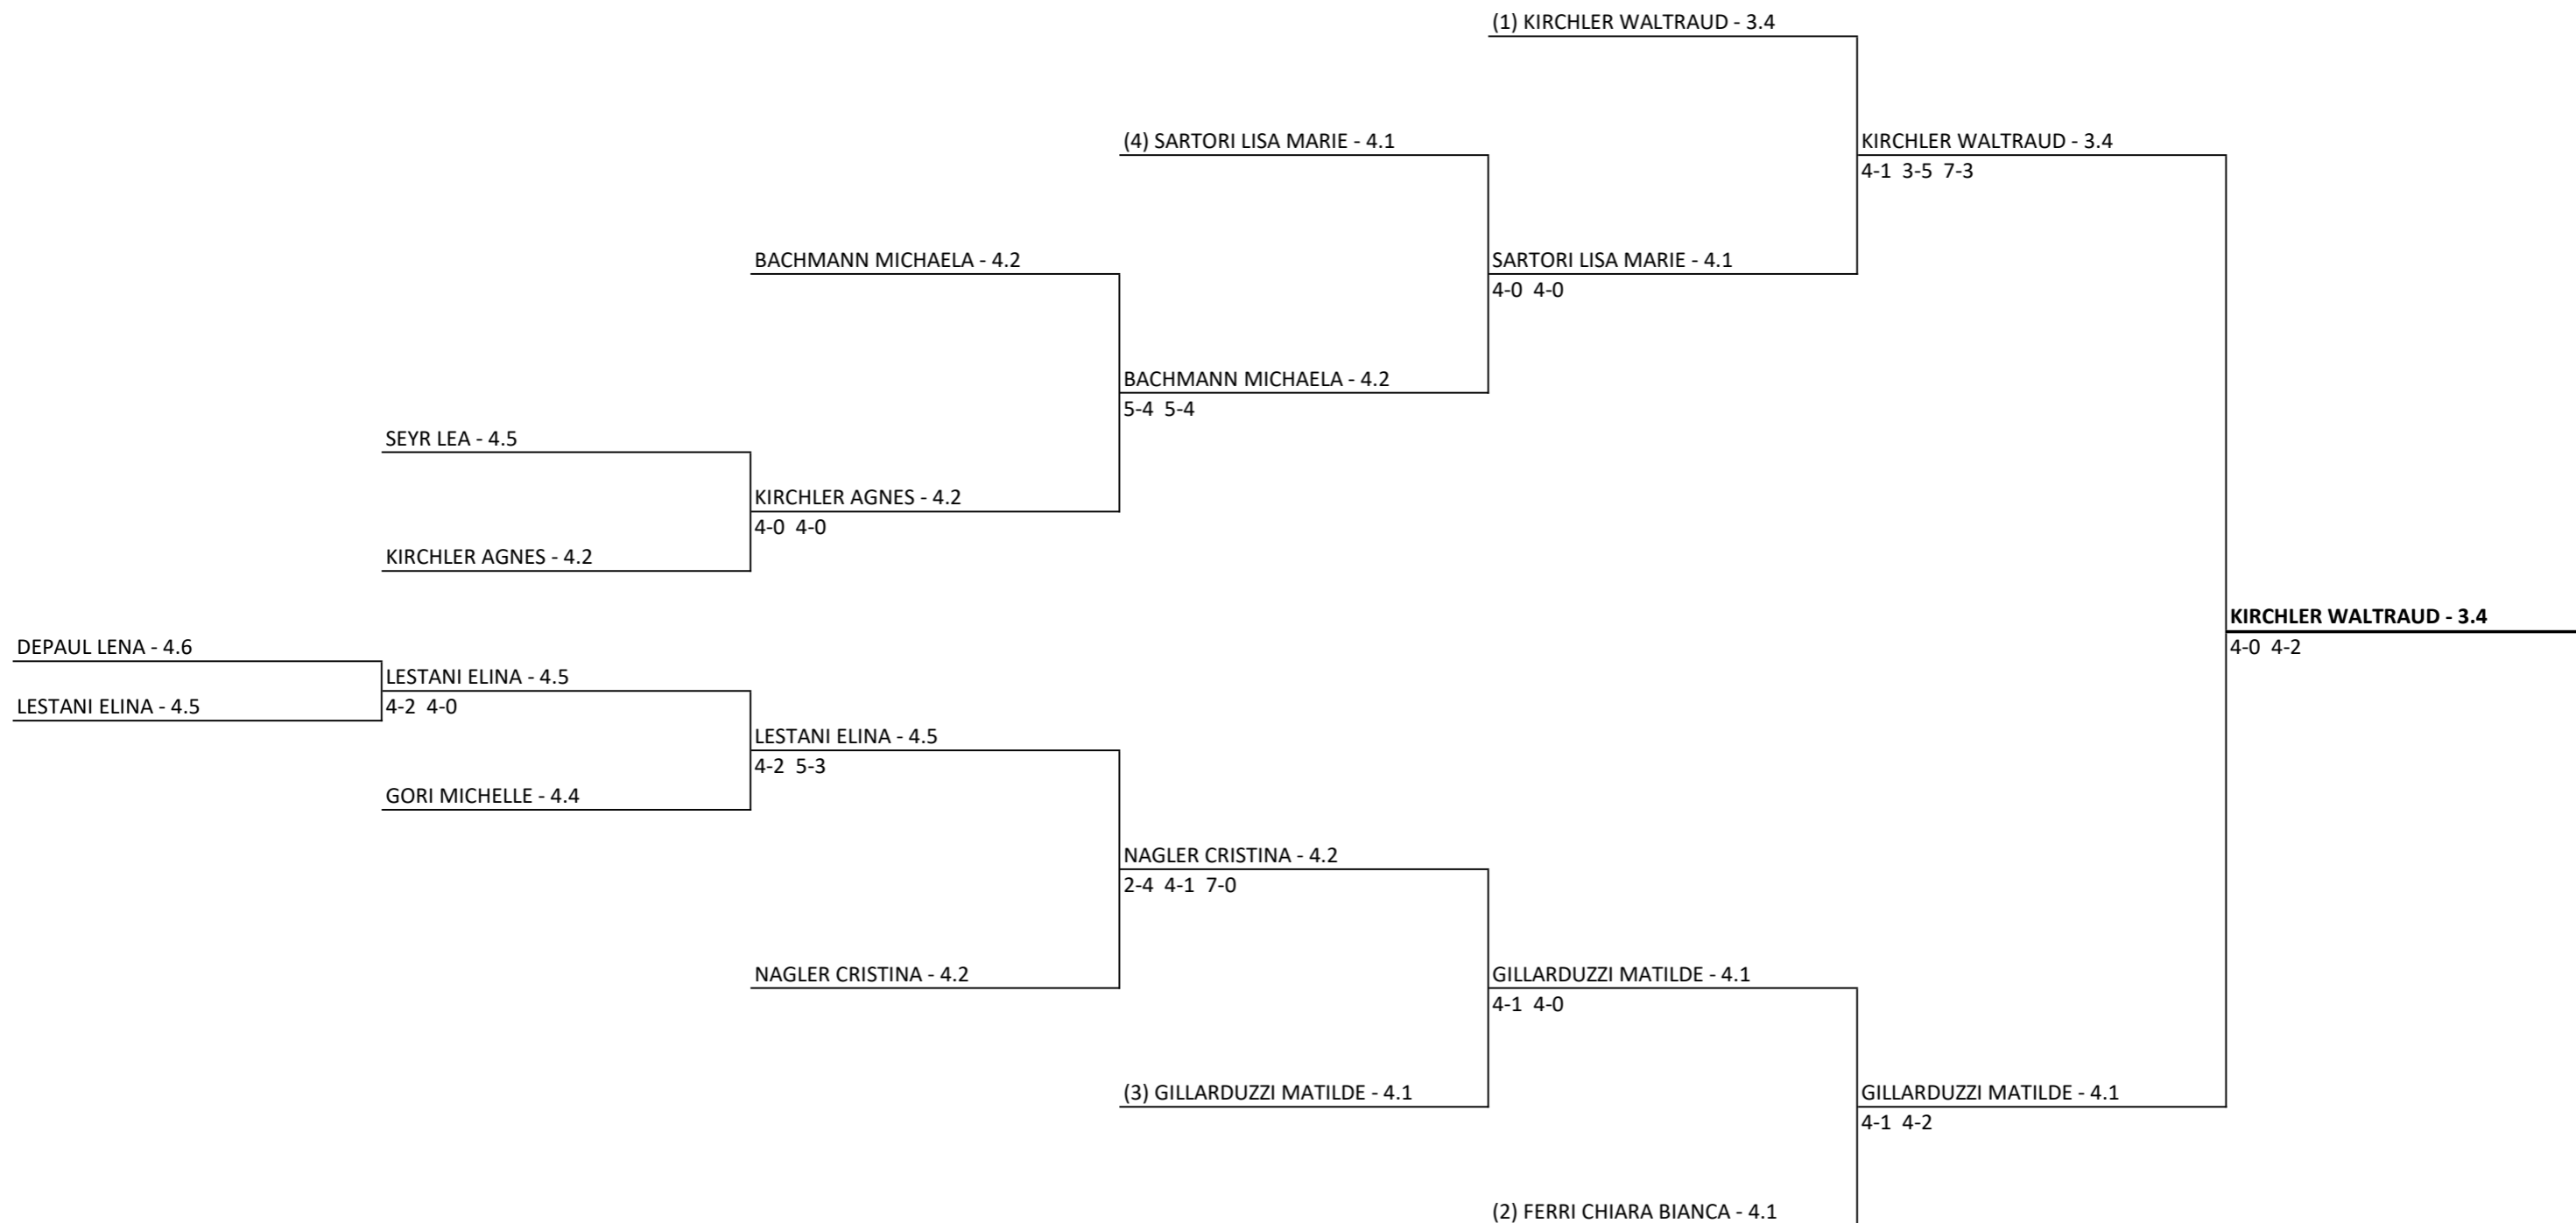 (1) KIRCHLER WALTRAUD - 3.4
(4) SARTORI LISA MARIE - 4.1
KIRCHLER WALTRAUD - 3.4
4-1 3-5 7-3
BACHMANN MICHAELA - 4.2
SARTORI LISA MARIE - 4.1
4-0 4-0
BACHMANN MICHAELA - 4.2
5-4 5-4
SEYR LEA - 4.5
KIRCHLER AGNES - 4.2
4-0 4-0
KIRCHLER AGNES - 4.2
KIRCHLER WALTRAUD - 3.4
4-0 4-2
DEPAUL LENA - 4.6
LESTANI ELINA - 4.5
LESTANI ELINA - 4.5
4-2 4-0
LESTANI ELINA - 4.5
4-2 5-3
GORI MICHELLE - 4.4
NAGLER CRISTINA - 4.2
2-4 4-1 7-0
NAGLER CRISTINA - 4.2
GILLARDUZZI MATILDE - 4.1
4-1 4-0
(3) GILLARDUZZI MATILDE - 4.1
GILLARDUZZI MATILDE - 4.1
4-1 4-2
(2) FERRI CHIARA BIANCA - 4.1